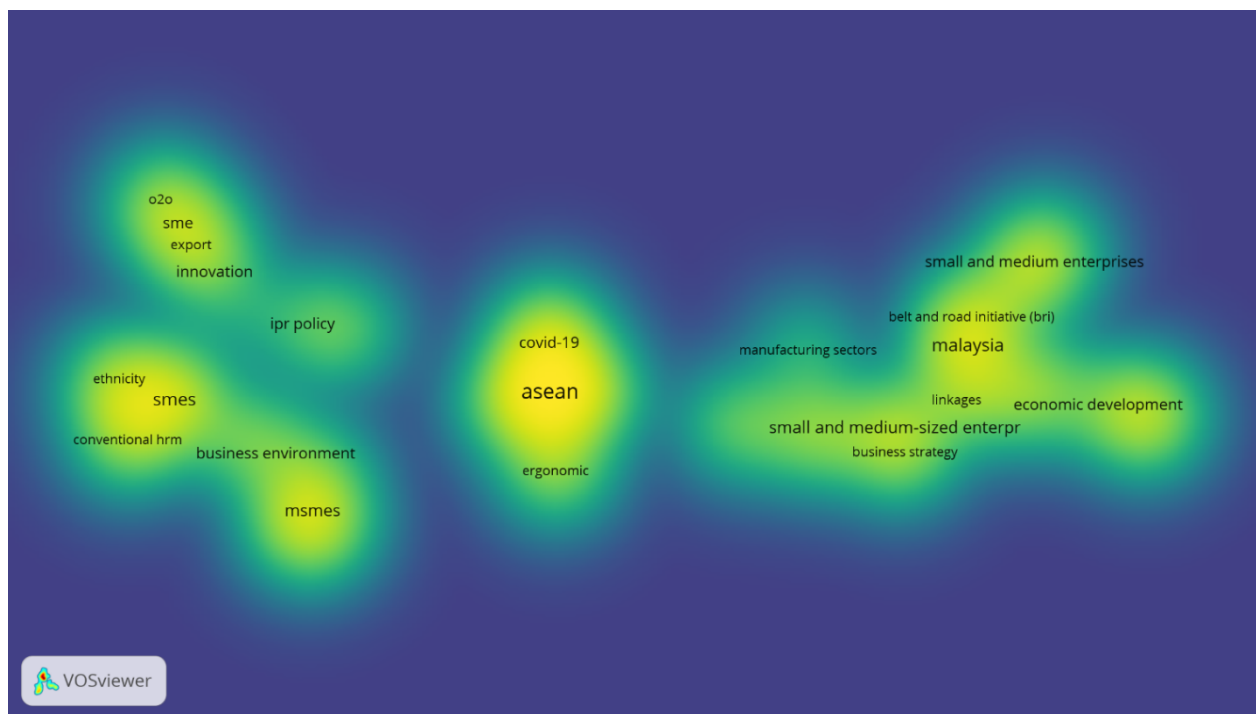 o2o
sme
export
innovation
ipr policy
ethnicity
smes
conventional hrm
business environment
msmes
covid-19
asean
ergonomic
small and medium enterprises
belt and road initiative (bri)
malaysia
manufacturing sectors
linkages
economic development
small and medium-sized enterpr
business strategy
VOSviewer